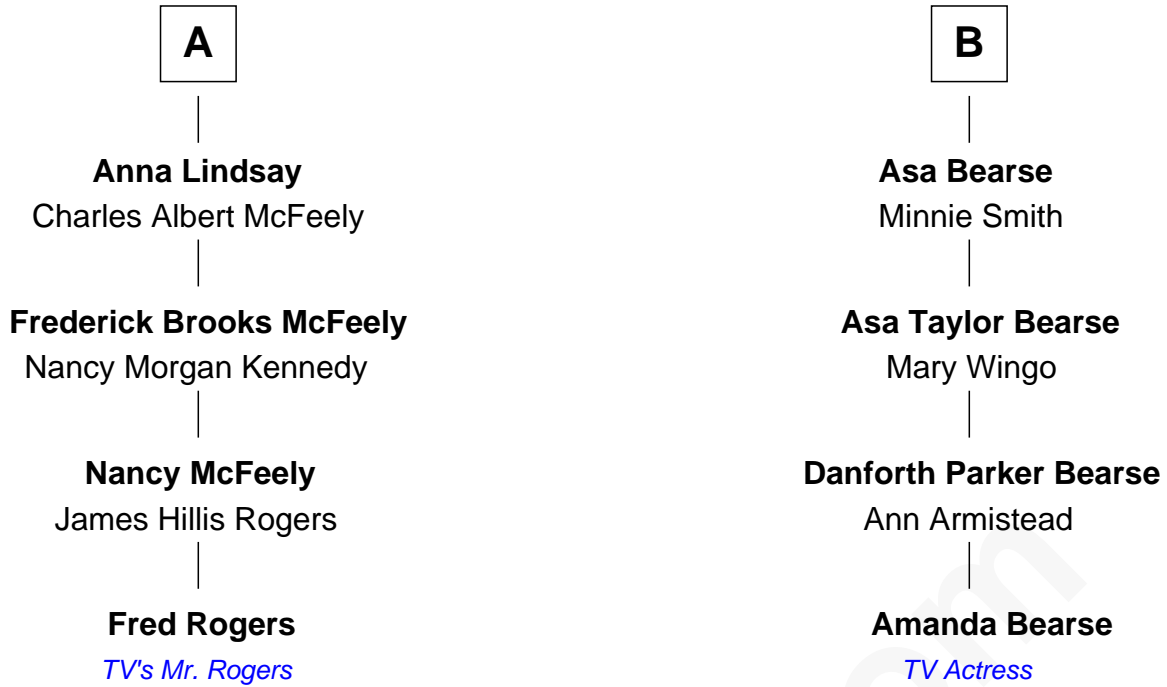 A
Anna Lindsay
Charles Albert McFeely
Frederick Brooks McFeely
Nancy Morgan Kennedy
Nancy McFeely
James Hillis Rogers
Fred Rogers
TV's Mr. Rogers
B
Asa Bearse
Minnie Smith
Asa Taylor Bearse
Mary Wingo
Danforth Parker Bearse
Ann Armistead
Amanda Bearse
TV Actress
om